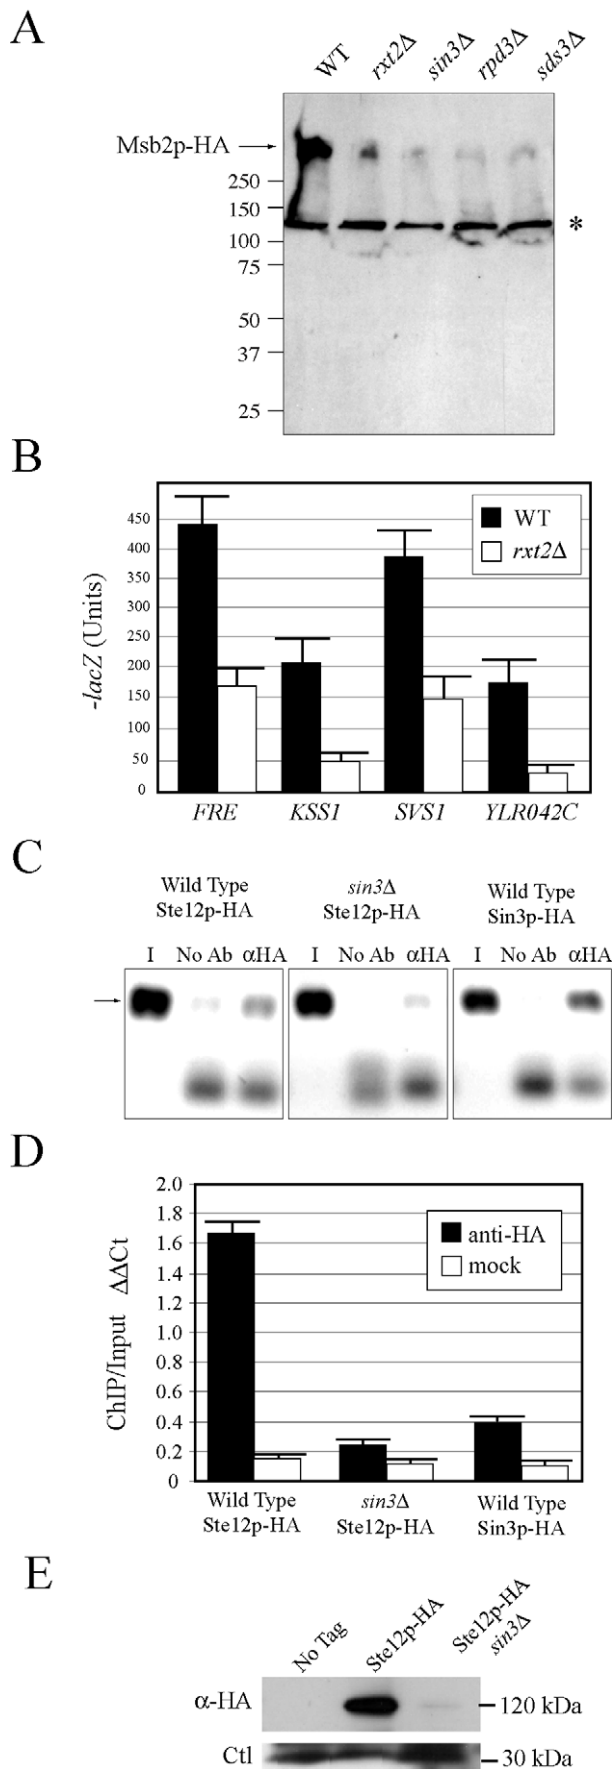 A
WT rxt2Δ sin3Δ rpd3Δ sds3Δ
Msb2p-HA
250
150
*
100
75
50
37
25
B
-lacZ (Units)
450
400
350
300
250
200
150
100
50
0
WT
rxt2Δ
FRE KSS1 SVS1 YLR042C
C
Wild Type
Ste12p-HA
sin3Δ
Ste12p-HA
Wild Type
Sin3p-HA
I No Ab αHA I No Ab αHA I No Ab αHA
D
ChIP/Input ΔΔCt
2.0
1.8
1.6
1.4
1.2
1.0
0.8
0.6
0.4
0.2
0
anti-HA
mock
Wild Type
Ste12p-HA
sin3Δ
Ste12p-HA
Wild Type
Sin3p-HA
E
No Tag
Ste12p-HA
Ste12p-HA
sin3Δ
α-HA
120 kDa
Ctl
30 kDa